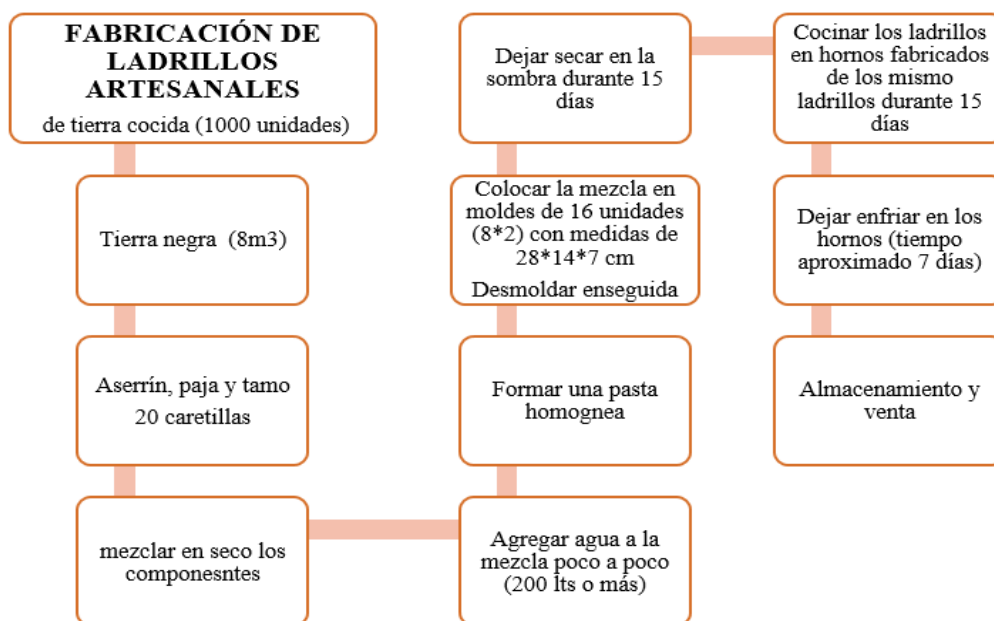 FABRICACIÓN DE
LADRILLOS
ARTESANALES
de tierra cocida (1000 unidades)
Tierra negra (8m3)
Aserrín, paja y tamo
20 caretillas
mezclar en seco los
componesntes
Agregar agua a la
mezcla poco a poco
(200 lts o más)
Formar una pasta
homognea
Colocar la mezcla en
moldes de 16 unidades
(8*2) con medidas de
28*14*7 cm
Desmoldar enseguida
Dejar secar en la
sombra durante 15
días
Cocinar los ladrillos
en hornos fabricados
de los mismo
ladrillos durante 15
días
Dejar enfriar en los
hornos (tiempo
aproximado 7 días)
Almacenamiento y
venta